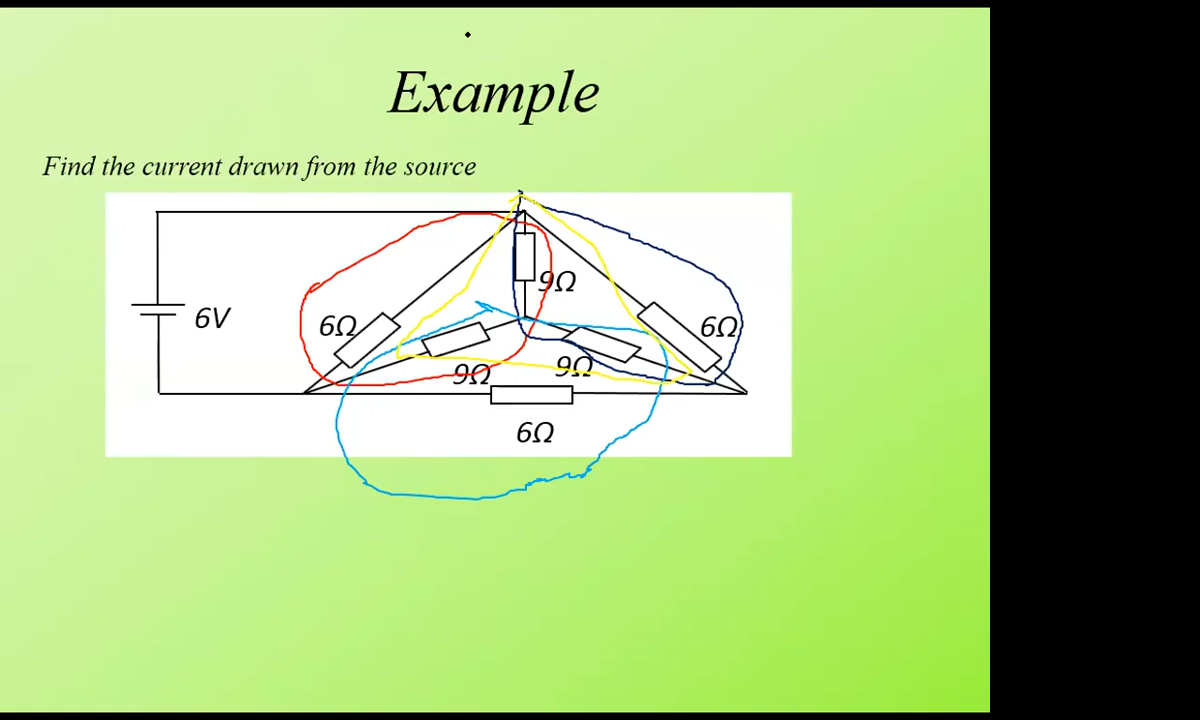 Example
Find the current drawn from the source
9Ω
6V
6Ω
6Ω
9Ω
9Ω
6Ω